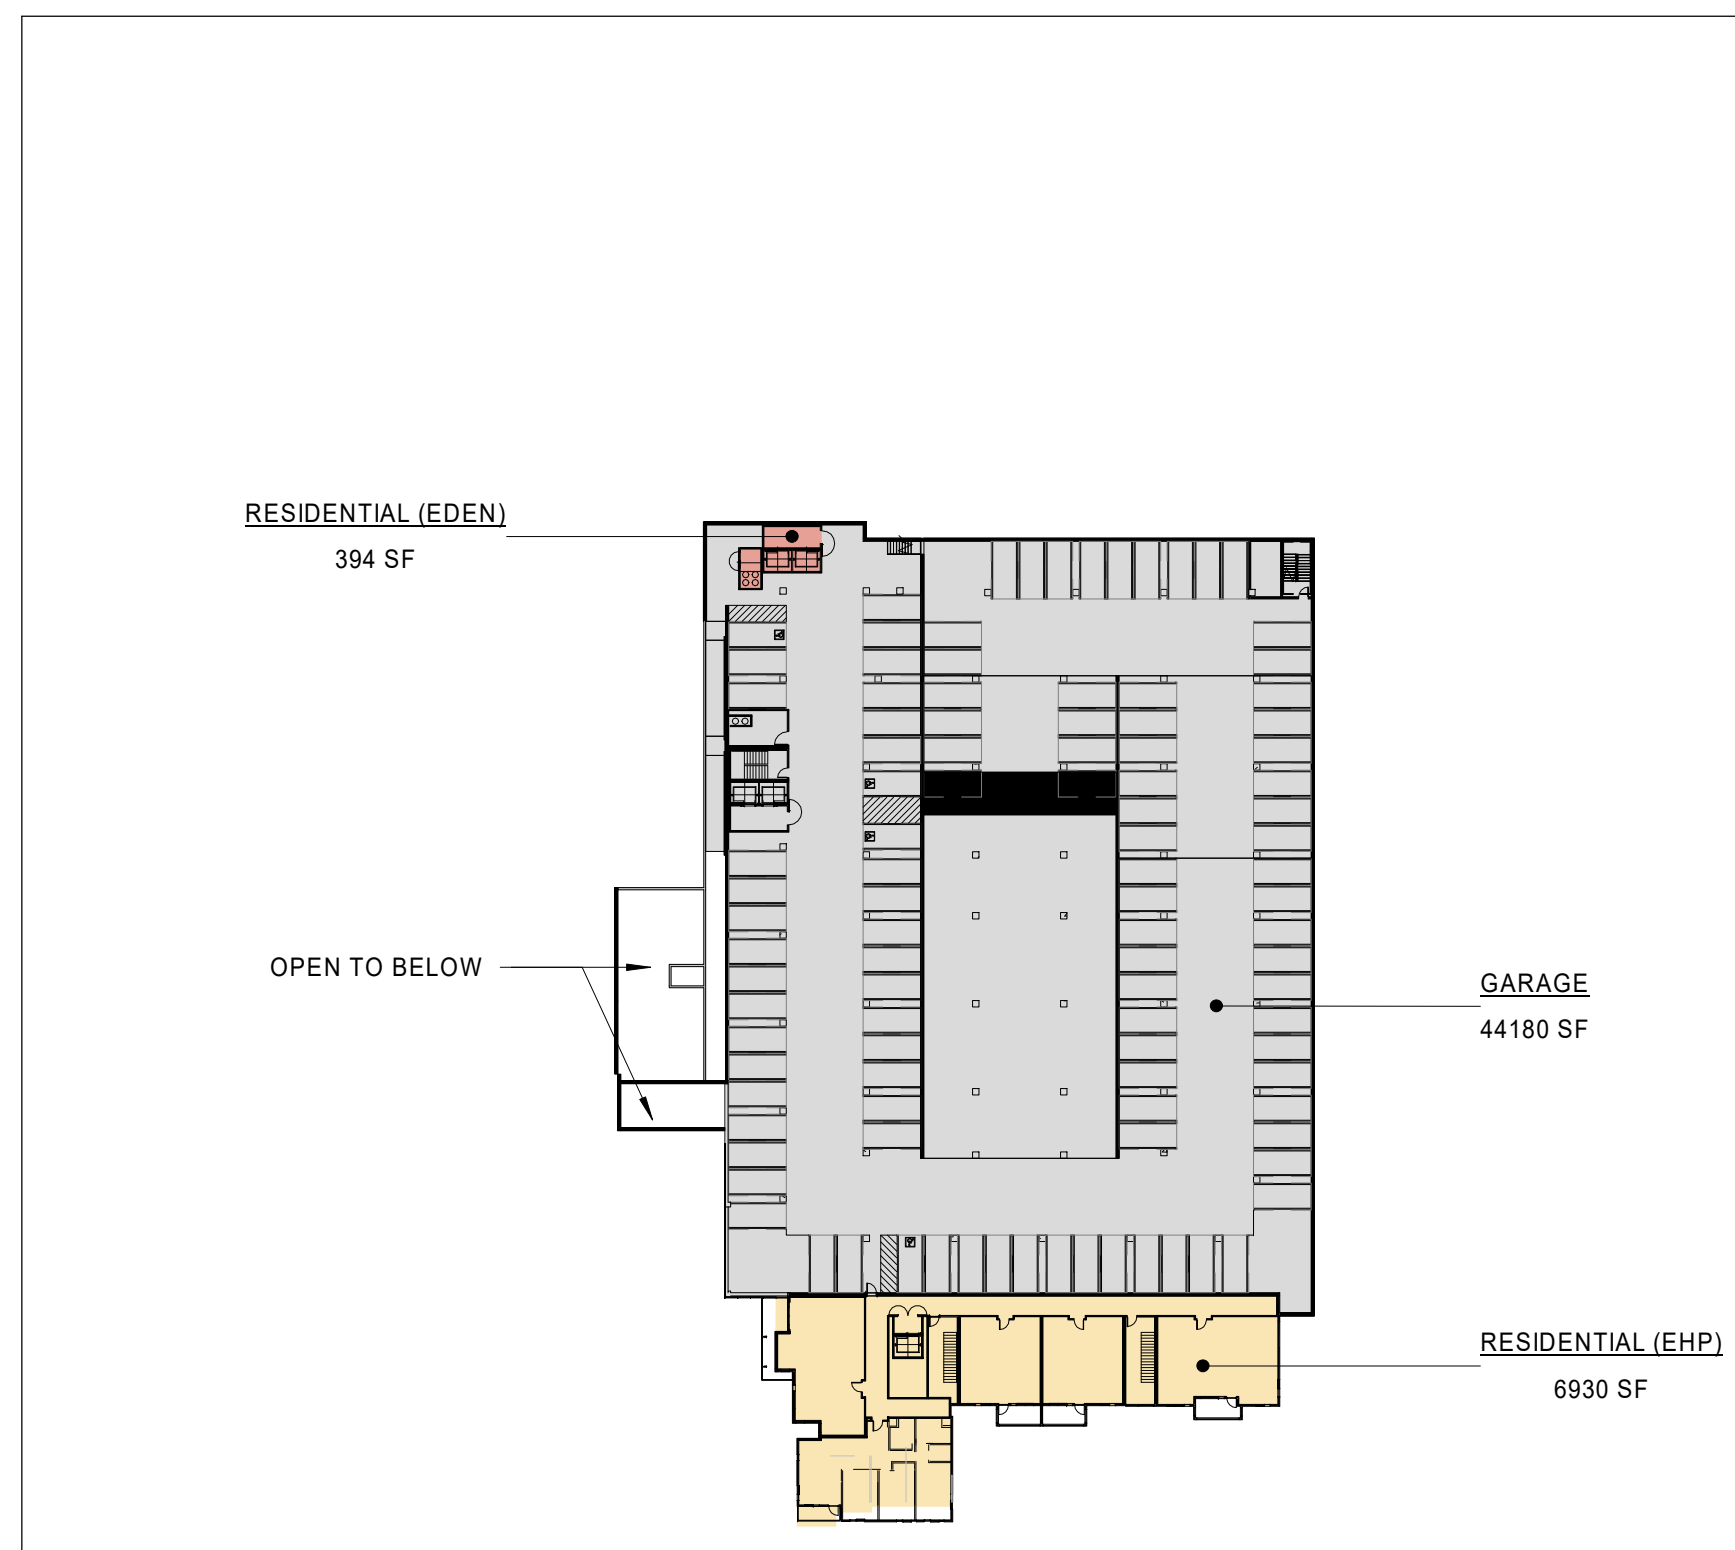 RESIDENTIAL (EDEN)
394 SF
OPEN TO BELOW
GARAGE
44180 SF
RESIDENTIAL (EHP)
6930 SF